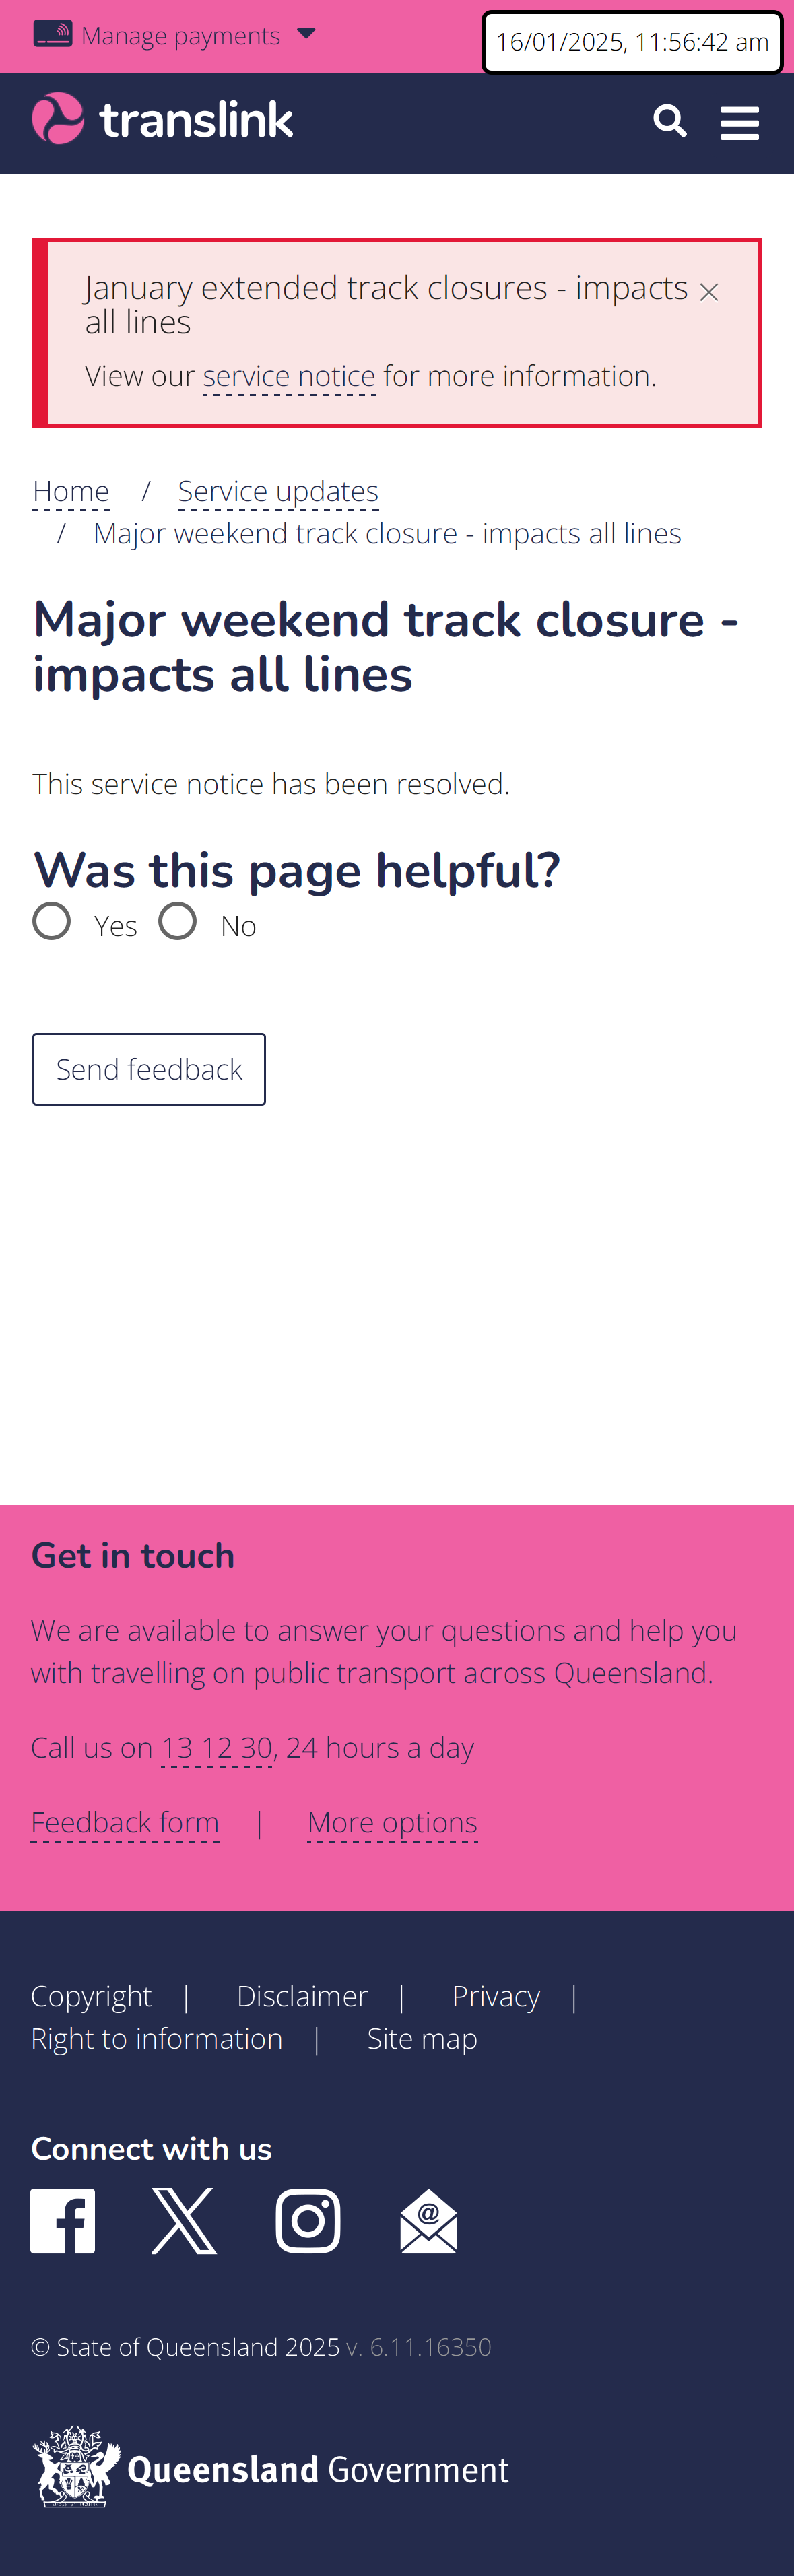 Manage payments
16/01/2025, 11:56:42 am
translink
January extended track closures - impacts
all lines
View our service notice for more information.
Home / Service updates
/ Major weekend track closure - impacts all lines
Major weekend track closure -
impacts all lines
This service notice has been resolved.
Was this page helpful?
Yes No
Send feedback
Get in touch
We are available to answer your questions and help you
with travelling on public transport across Queensland.
Call us on 13 12 30, 24 hours a day
Feedback form | More options
Copyright | Disclaimer | Privacy |
Right to information | Site map
Connect with us
© State of Queensland 2025 v. 6.11.16350
Queensland Government